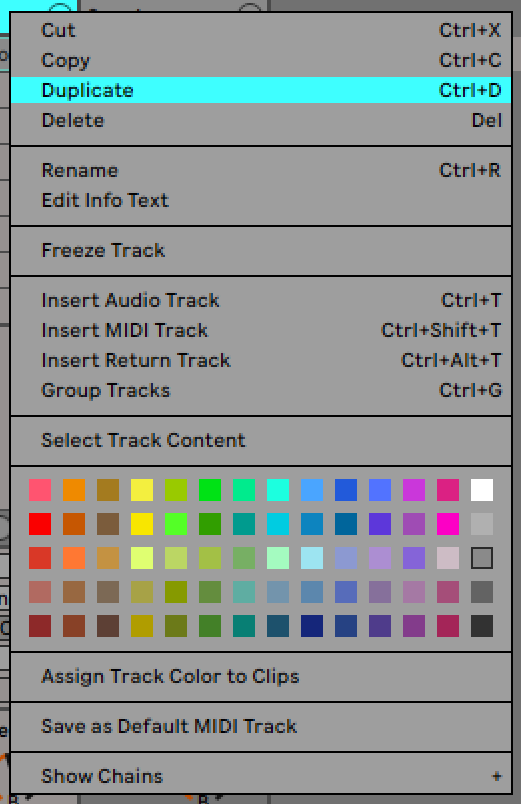 Cut Ctrl+X
Copy Ctrl+C
Duplicate Ctrl+D
Delete Del
Rename Ctrl+R
Edit Info Text
Freeze Track
Insert Audio Track Ctrl+T
Insert MIDI Track Ctrl+Shift+T
Insert Return Track Ctrl+Alt+T
Group Tracks Ctrl+G
Select Track Content
Assign Track Color to Clips
Save as Default MIDI Track
Show Chains +